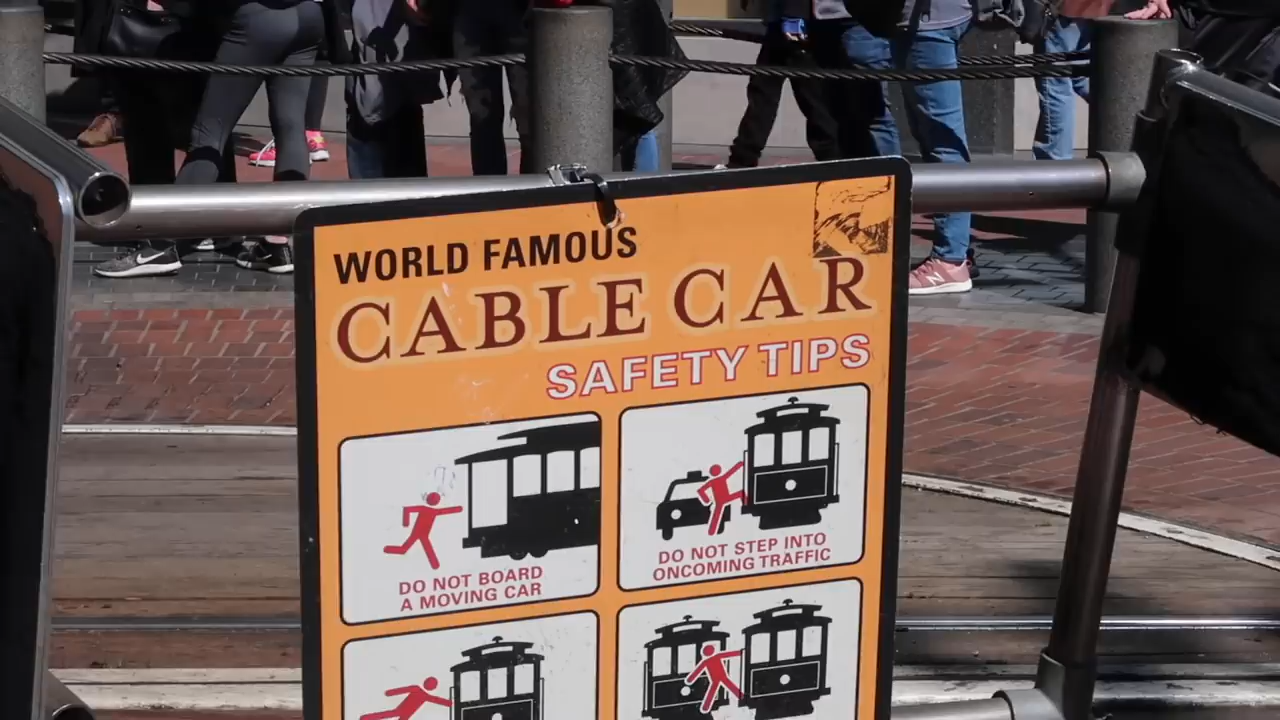 WORLD FAMOUS
CABLE CAR
SAFETY TIPS
DO NOT BOARD
A MOVING CAR
DO NOT STEP INTO
ONCOMING TRAFFIC